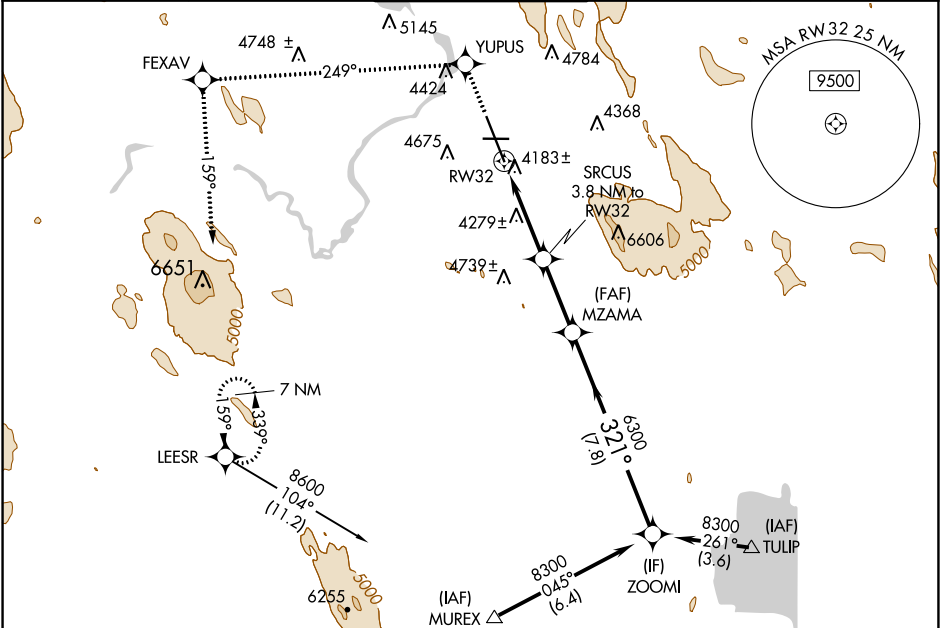 5145
4748 ±
YUPUS
4784
MSA RW32 25 NM
FEXAV
249°
4424
9500
4368
4675
4183±
RW32
159°
SRCUS
3.8 NM to
RW32
4279±
6606
5000
6651
4739±
(FAF)
MZAMA
5000
7 NM
159°
339°
6300
321°
(7.8)
LEESR
8600
104°
(11.2)
8300
261°
(3.6)
(IAF)
TULIP
8300
045°
(6.4)
(IF)
ZOOMI
5000
6255
(IAF)
MUREX